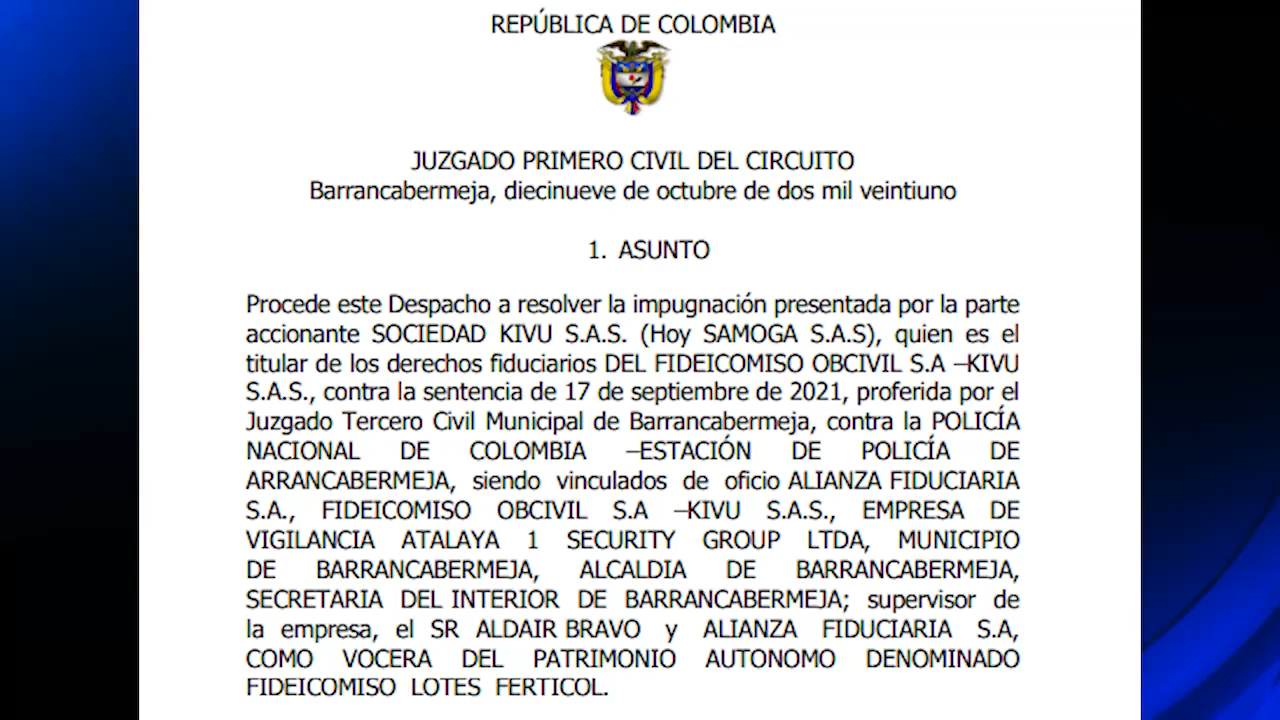 REPÚBLICA DE COLOMBIA
JUZGADO PRIMERO CIVIL DEL CIRCUITO
Barrancabermeja, diecinueve de octubre de dos mil veintiuno
1. ASUNTO
Procede este Despacho a resolver la impugnación presentada por la parte
accionante SOCIEDAD KIVU S.A.S. (Hoy SAMOGA S.A.S), quien es el
titular de los derechos fiduciarios DEL FIDEICOMISO OBCIVIL S.A –KIVU
S.A.S., contra la sentencia de 17 de septiembre de 2021, proferida por el
Juzgado Tercero Civil Municipal de Barrancabermeja, contra la POLICÍA
NACIONAL DE COLOMBIA –ESTACIÓN DE POLICÍA DE
ARRANCABERMEJA, siendo vinculados de oficio ALIANZA FIDUCIARIA
S.A., FIDEICOMISO OBCIVIL S.A –KIVU S.A.S., EMPRESA DE
VIGILANCIA ATALAYA 1 SECURITY GROUP LTDA, MUNICIPIO
DE BARRANCABERMEJA, ALCALDIA DE BARRANCABERMEJA,
SECRETARIA DEL INTERIOR DE BARRANCABERMEJA; supervisor de
la empresa, el SR ALDAIR BRAVO y ALIANZA FIDUCIARIA S.A,
COMO VOCERA DEL PATRIMONIO AUTONOMO DENOMINADO
FIDEICOMISO LOTES FERTICOL.